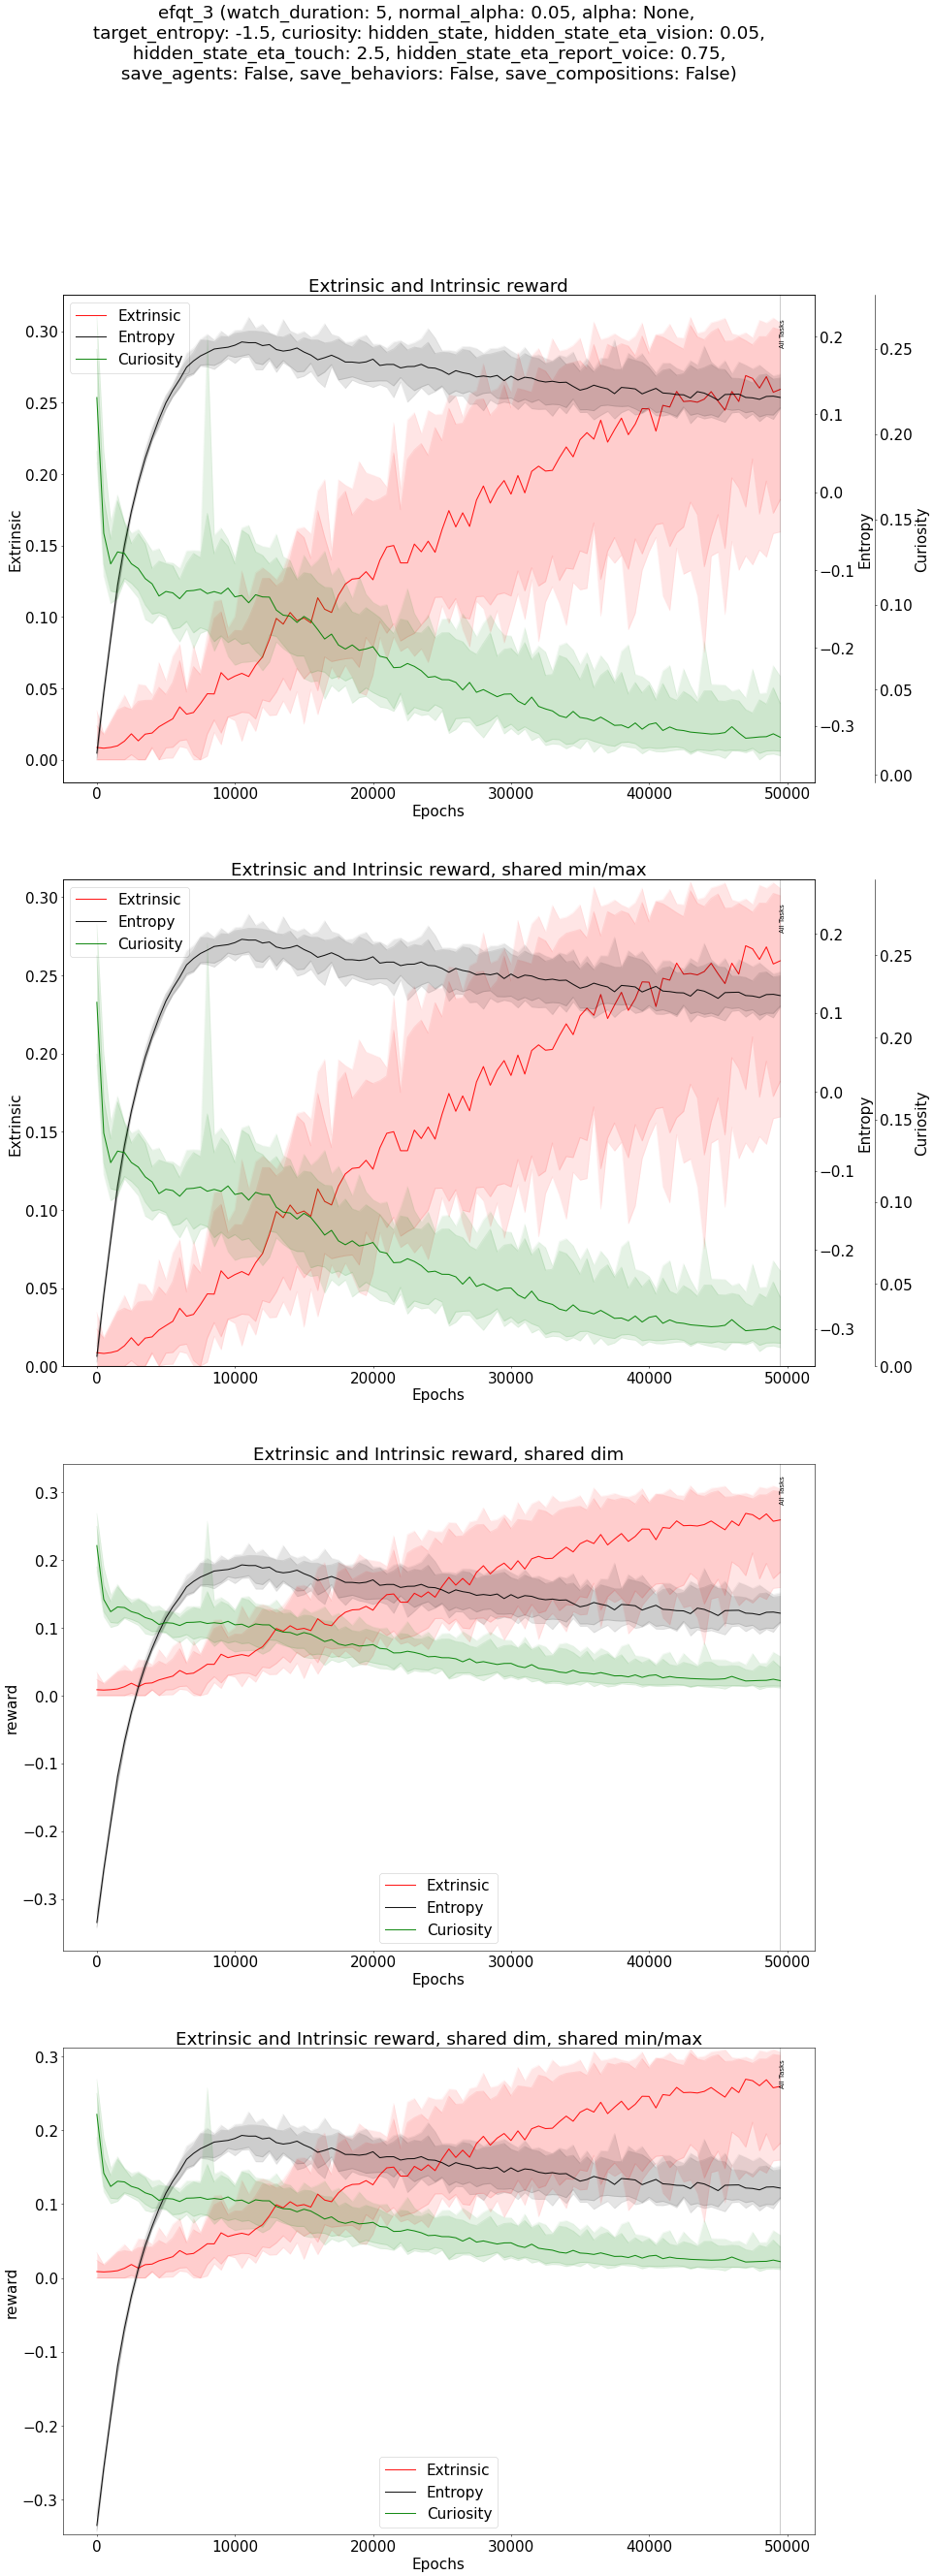 efqt_3 (watch_duration: 5, normal_alpha: 0.05, alpha: None,
target_entropy: -1.5, curiosity: hidden_state, hidden_state_eta_vision: 0.05,
hidden_state_eta_touch: 2.5, hidden_state_eta_report_voice: 0.75,
save_agents: False, save_behaviors: False, save_compositions: False)
Extrinsic and Intrinsic reward
Extrinsic
Entropy
Curiosity
All Tasks
0.30
0.25
0.20
0.15
0.10
0.05
0.00
Extrinsic
0.2
0.1
0.0
−0.1
−0.2
−0.3
Entropy
0.25
0.20
0.15
0.10
0.05
0.00
Curiosity
0 10000 20000 30000 40000 50000
Epochs
Extrinsic and Intrinsic reward, shared min/max
Extrinsic
Entropy
Curiosity
All Tasks
0.30
0.25
0.20
0.15
0.10
0.05
0.00
Extrinsic
0.2
0.1
0.0
−0.1
−0.2
−0.3
Entropy
0.25
0.20
0.15
0.10
0.05
0.00
Curiosity
0 10000 20000 30000 40000 50000
Epochs
Extrinsic and Intrinsic reward, shared dim
All Tasks
0.3
0.2
0.1
0.0
−0.1
−0.2
−0.3
reward
Extrinsic
Entropy
Curiosity
0 10000 20000 30000 40000 50000
Epochs
Extrinsic and Intrinsic reward, shared dim, shared min/max
All Tasks
0.3
0.2
0.1
0.0
−0.1
−0.2
−0.3
reward
Extrinsic
Entropy
Curiosity
0 10000 20000 30000 40000 50000
Epochs